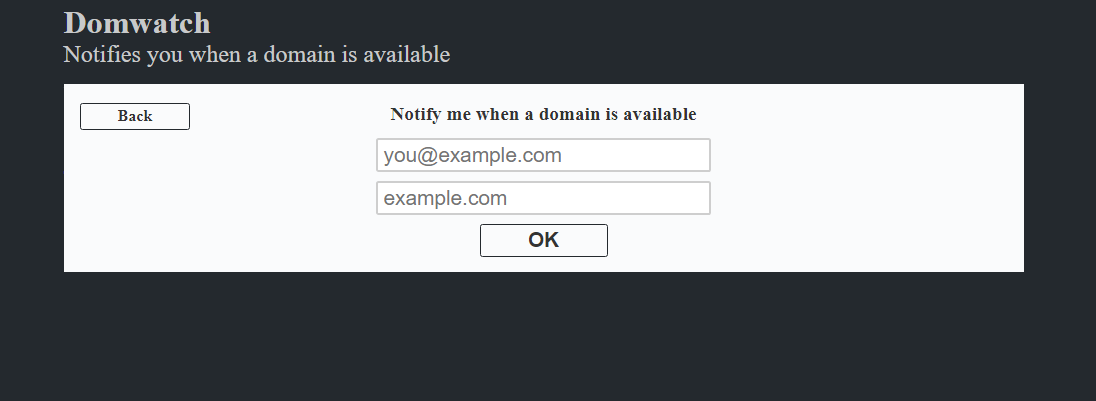 Domwatch
Notifies you when a domain is available
Back
Notify me when a domain is available
you@example.com
example.com
OK